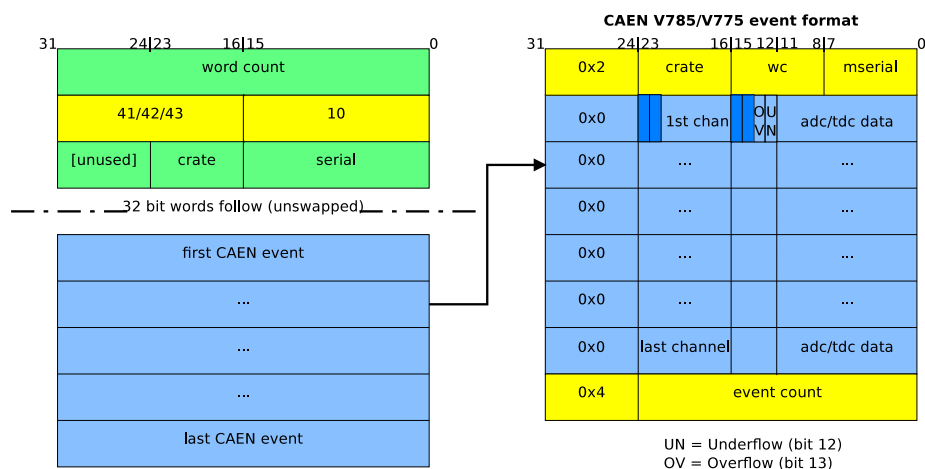 CAEN V785/V775 event format
31 24 23 16 15 0
word count
41/42/43 10
[unused] crate serial
32 bit words follow (unswapped)
first CAEN event
...
...
...
last CAEN event
31 24 23 16 15 12 11 8 7 0
0x2 crate wc mserial
0x0 1st chan OV UN adc/tdc data
0x0 ... ...
0x0 ... ...
0x0 ... ...
0x0 ... ...
0x0 last channel adc/tdc data
0x4 event count
UN = Underflow (bit 12)
OV = Overflow (bit 13)